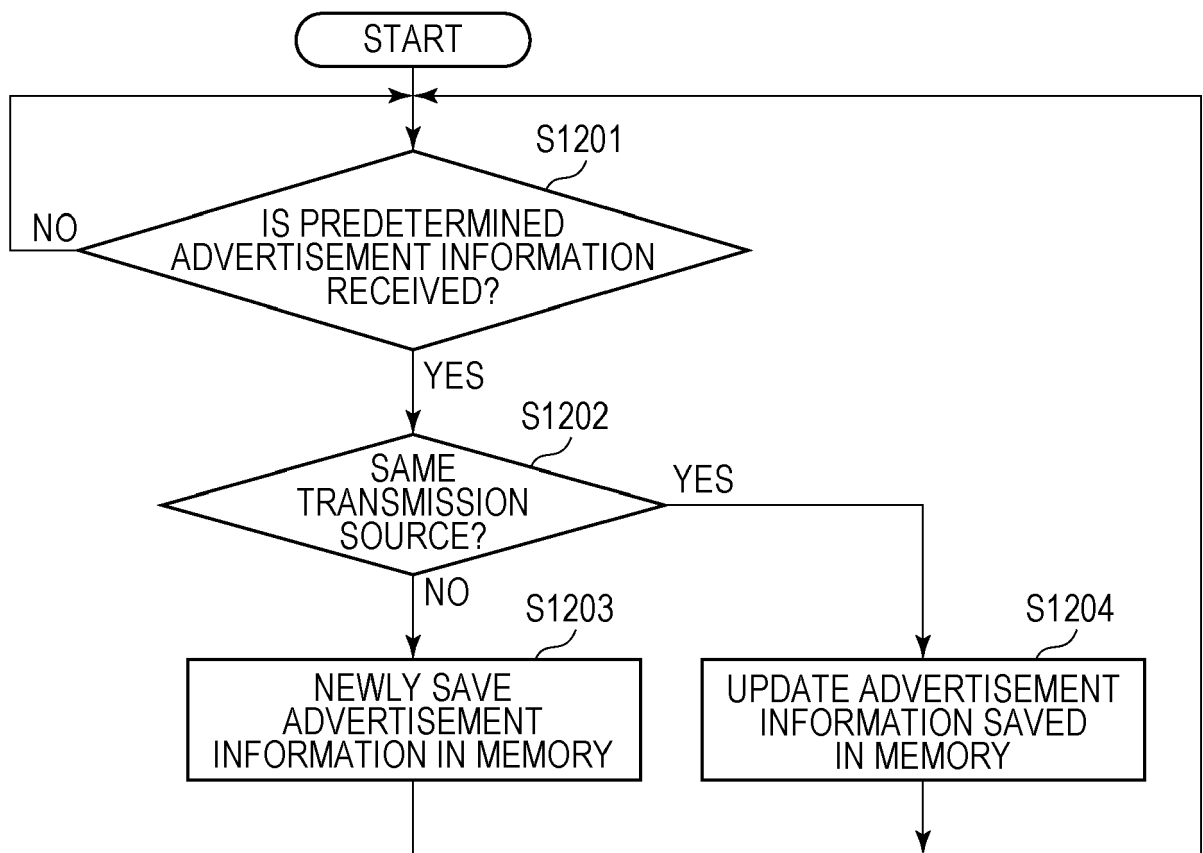 START
S1201
NO
IS PREDETERMINED
ADVERTISEMENT INFORMATION
RECEIVED?
YES
S1202
SAME
TRANSMISSION
SOURCE?
YES
NO
S1203
NEWLY SAVE
ADVERTISEMENT
INFORMATION IN MEMORY
S1204
UPDATE ADVERTISEMENT
INFORMATION SAVED
IN MEMORY